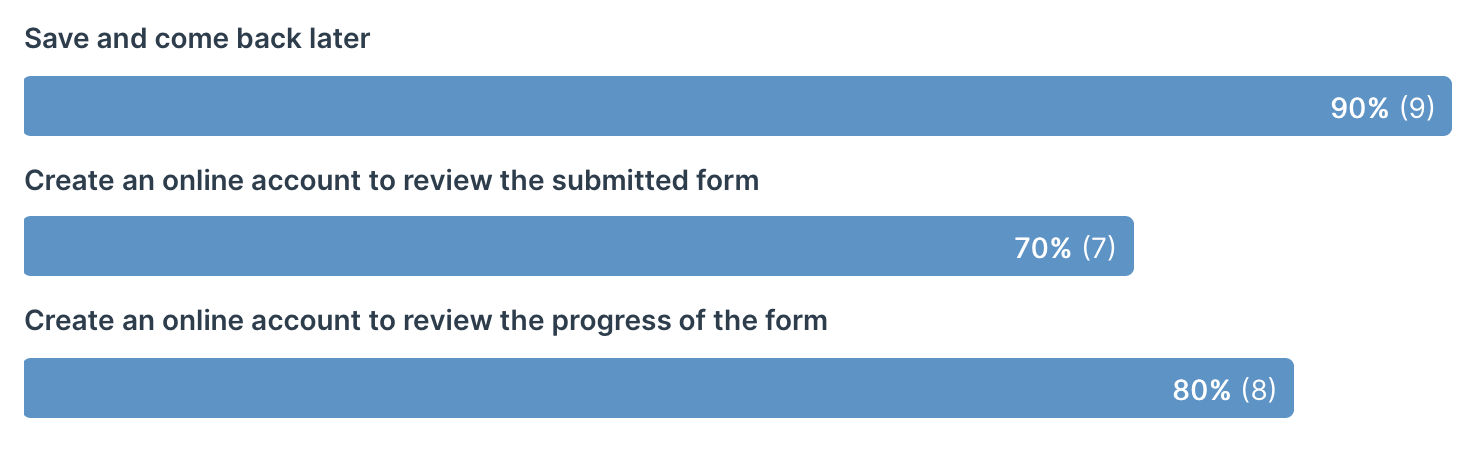 Save and come back later
90% (9)
Create an online account to review the submitted form
70% (7)
Create an online account to review the progress of the form
80% (8)